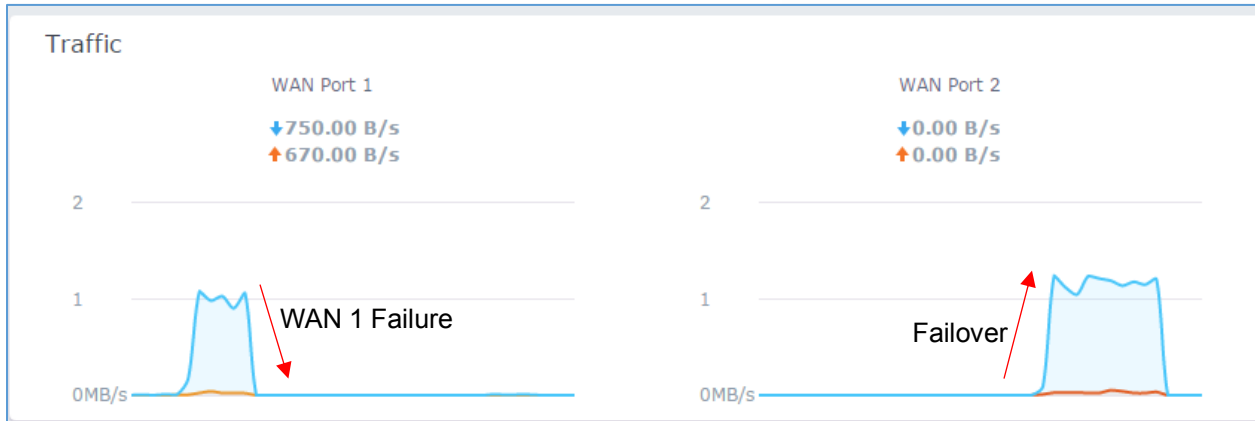 Traffic
WAN Port 1
↓750.00 B/s
↑670.00 B/s
2
1
0MB/s
WAN 1 Failure
WAN Port 2
↓0.00 B/s
↑0.00 B/s
2
1
0MB/s
Failover